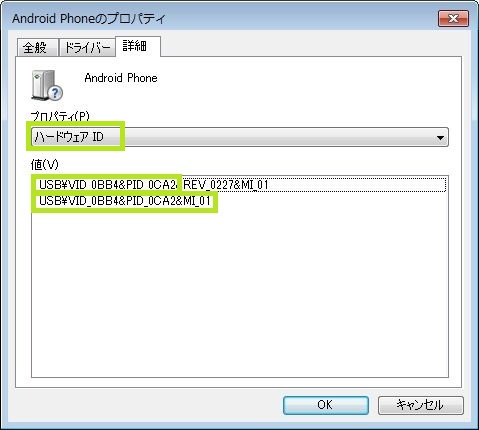 Android Phoneのプロパティ
全般 ドライバー 詳細
Android Phone
プロパティ(P)
ハードウェア ID
値(V)
USB¥VID_0BB4&PID_0CA2&REV_0227&MI_01
USB¥VID_0BB4&PID_0CA2&MI_01
OK キャンセル